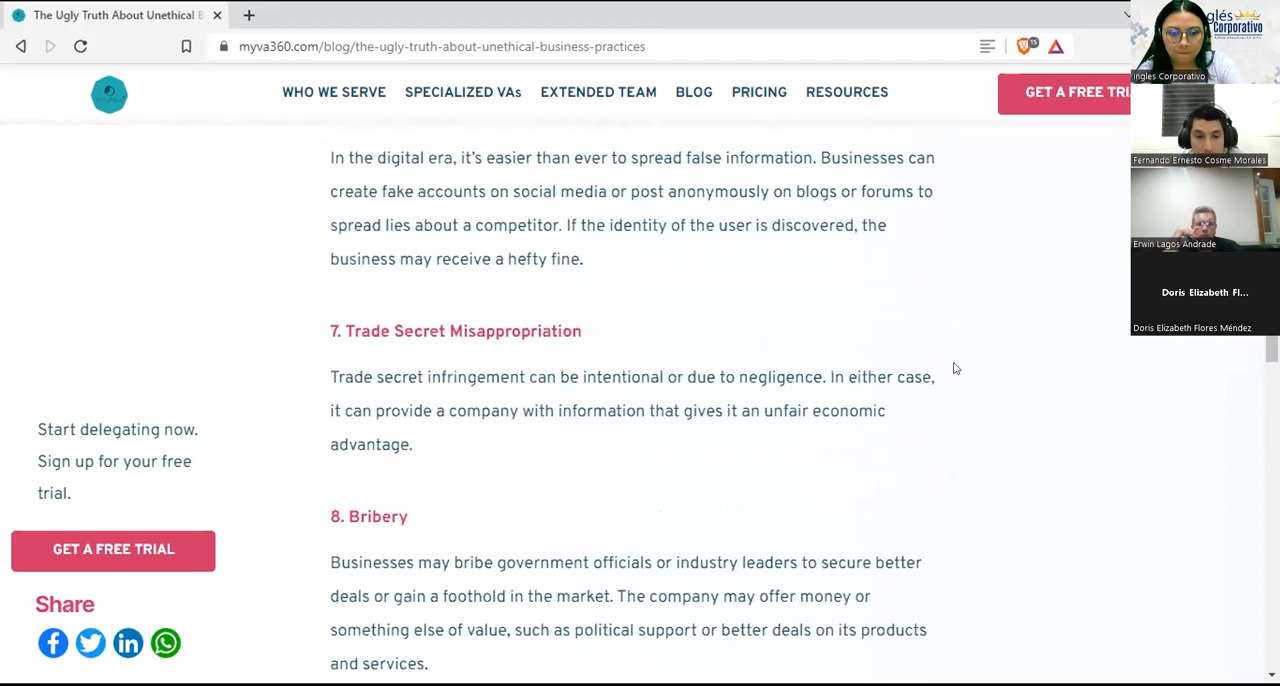 The Ugly Truth About Unethical B
myva360.com/blog/the-ugly-truth-about-unethical-business-practices
15
WHO WE SERVE SPECIALIZED VAs EXTENDED TEAM BLOG PRICING RESOURCES
GET A FREE TRI
In the digital era, it's easier than ever to spread false information. Businesses can
create fake accounts on social media or post anonymously on blogs or forums to
spread lies about a competitor. If the identity of the user is discovered, the
business may receive a hefty fine.
7. Trade Secret Misappropriation
Trade secret infringement can be intentional or due to negligence. In either case,
it can provide a company with information that gives it an unfair economic
advantage.
8. Bribery
Businesses may bribe government officials or industry leaders to secure better
deals or gain a foothold in the market. The company may offer money or
something else of value, such as political support or better deals on its products
and services.
Start delegating now.
Sign up for your free
trial.
GET A FREE TRIAL
Share
glés
Corporativo
Ingles Corporativo
Fernando Ernesto Cosme Morales
Erwin Lagos Andrade
Doris Elizabeth Fl...
Doris Elizabeth Flores Méndez